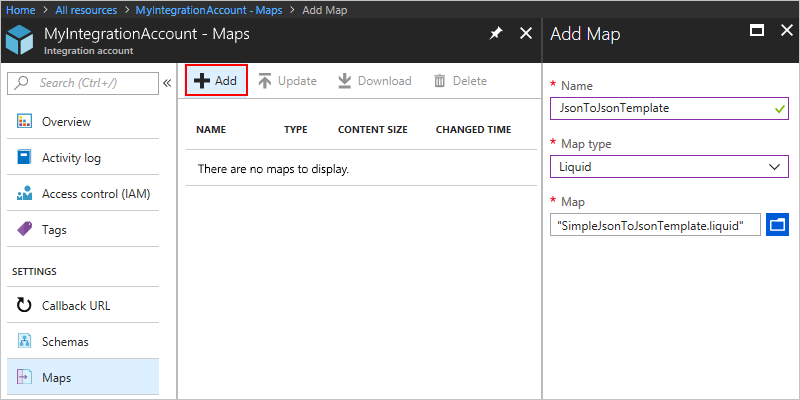 Home > All resources > MyIntegrationAccount - Maps > Add Map
MyIntegrationAccount - Maps
Integration account
Search (Ctrl+/)
Overview
Activity log
Access control (IAM)
Tags
SETTINGS
Callback URL
Schemas
Maps
Add Update Download Delete
NAME TYPE CONTENT SIZE CHANGED TIME
There are no maps to display.
Add Map
* Name
JsonToJsonTemplate
* Map type
Liquid
* Map
"SimpleJsonToJsonTemplate.liquid"